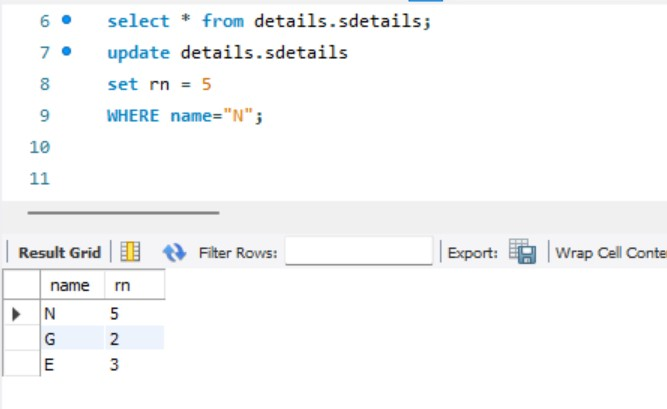 6 select * from details.sdetails;
7 update details.sdetails
8 set rn = 5
9 WHERE name="N";
10
11
Result Grid Filter Rows: Export: Wrap Cell Conte
name rn
N 5
G 2
E 3